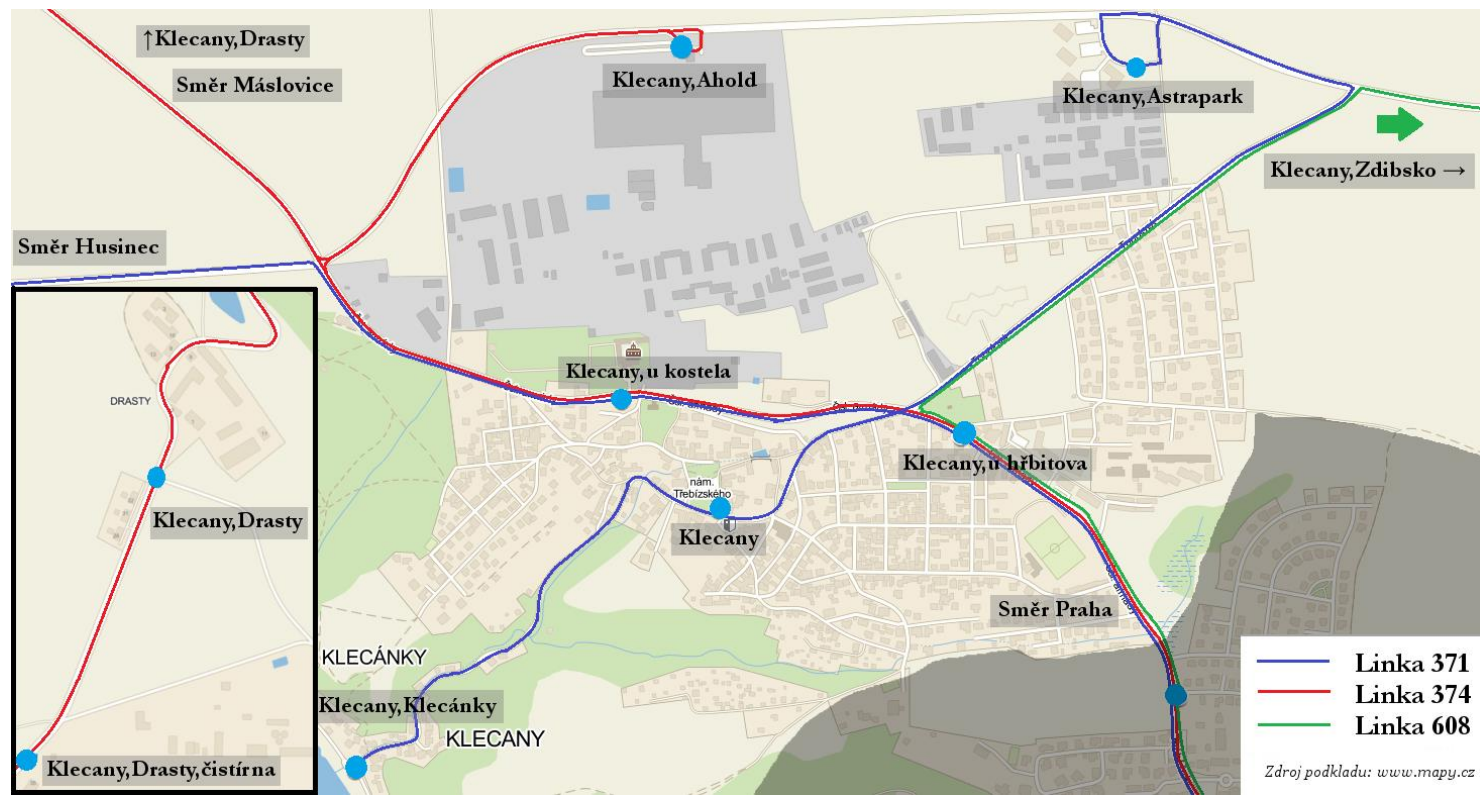 ↑Klecany,Drasty
Směr Máslovice
Klecany,Ahold
Klecany,Astrapark
Klecany,Zdibsko →
Směr Husinec
Klecany,u kostela
DRASTY
Klecany,u hřbitova
nám.
Třebízského
Klecany,Drasty
Klecany
Směr Praha
KLECÁNKY
Klecany,Klecánky
KLECANY
Klecany,Drasty,čistírna
Linka 371
Linka 374
Linka 608
Zdroj podkladu: www.mapy.cz